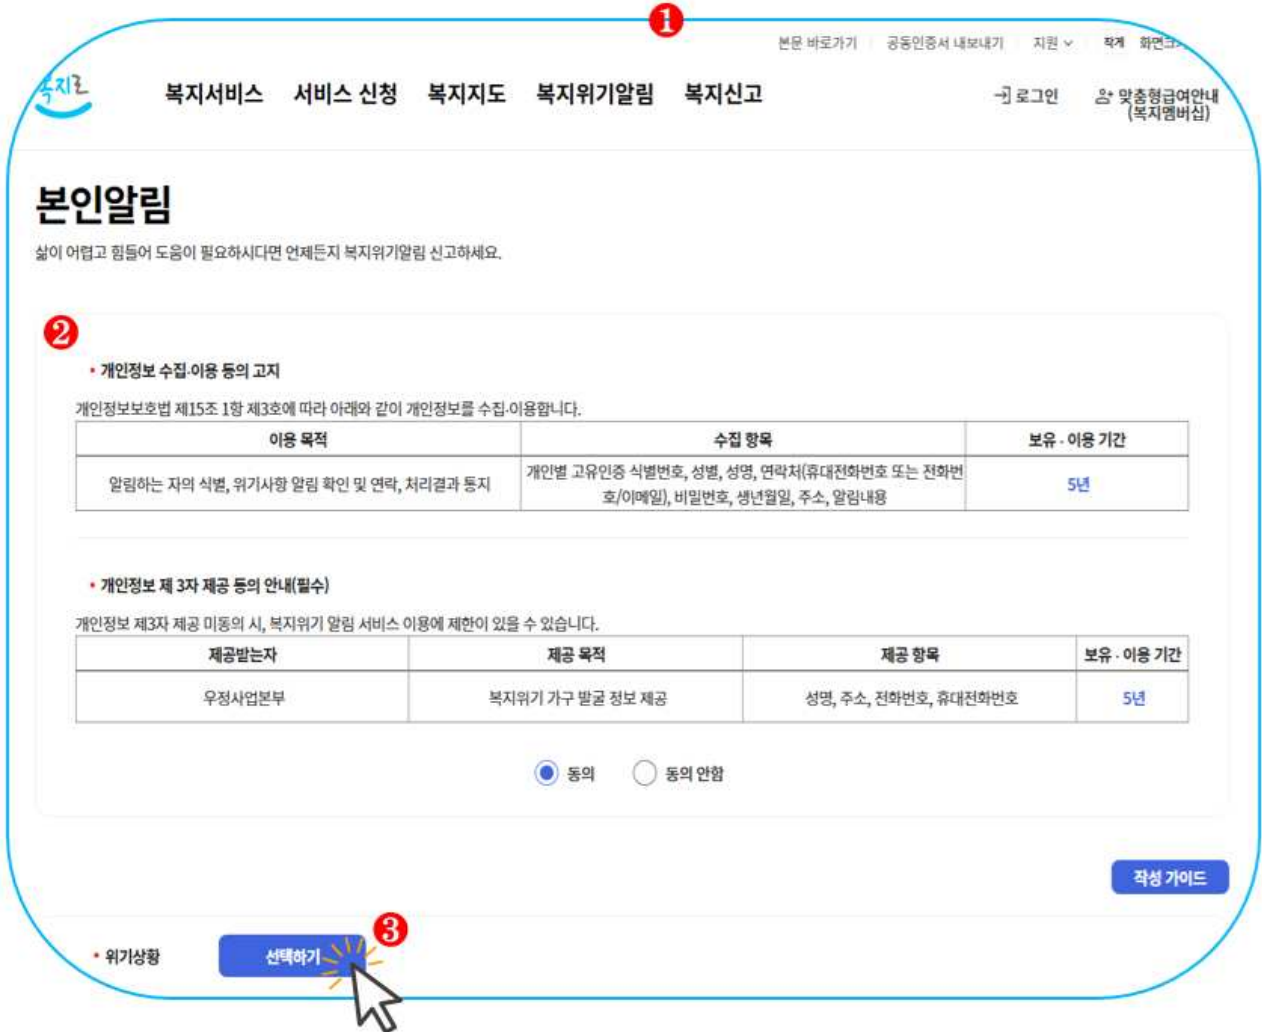 ❶
본문 바로가기 공동인증서 내보내기 지원 작게
복지로 복지서비스 서비스 신청 복지지도 복지위기알림 복지신고 로그인 맞춤형급여안내
(복지멤버십)
본인알림
삶이 어렵고 힘들어 도움이 필요하시다면 언제든지 복지위기알림 신고하세요.
❷
• 개인정보 수집·이용 동의 고지
개인정보보호법 제15조 1항 제3호에 따라 아래와 같이 개인정보를 수집·이용합니다.
이용 목적 수집 항목 보유 · 이용 기간
알림하는 자의 식별, 위기사항 알림 확인 및 연락, 처리결과 통지 개인별 고유인증 식별번호, 성별, 성명, 연락처(휴대전화번호 또는 전화번
호/이메일), 비밀번호, 생년월일, 주소, 알림내용 5년
• 개인정보 제 3자 제공 동의 안내(필수)
개인정보 제3자 제공 미동의 시, 복지위기 알림 서비스 이용에 제한이 있을 수 있습니다.
제공받는자 제공 목적 제공 항목 보유 · 이용 기간
우정사업본부 복지위기 가구 발굴 정보 제공 성명, 주소, 전화번호, 휴대전화번호 5년
동의 동의 안함
작성 가이드
❸
• 위기상황 선택하기